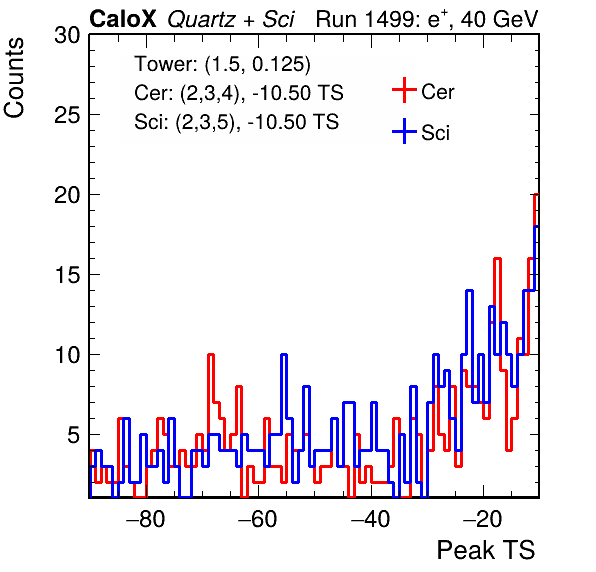 CaloX Quartz + Sci Run 1499: e+, 40 GeV
Counts
30
25
20
15
10
5
Tower: (1.5, 0.125)
Cer: (2,3,4), -10.50 TS
Sci: (2,3,5), -10.50 TS
Cer
Sci
−80 −60 −40 −20
Peak TS